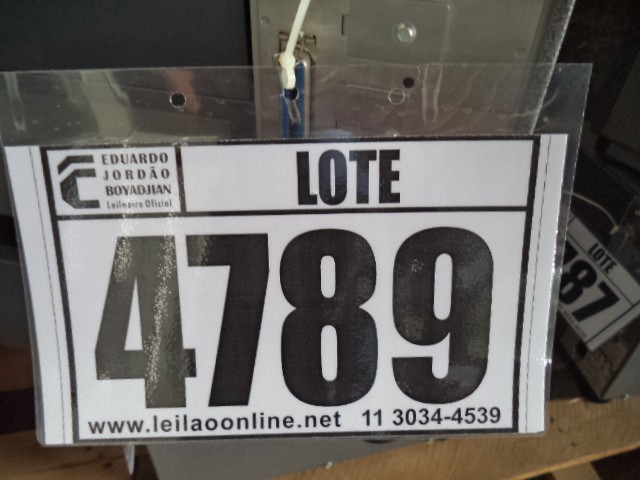 EDUARDO
JORDÃO
BOYADJIAN
Leiloeiro Oficial
LOTE
4789
www.leilaoonline.net 11 3034-4539
LOTE
87